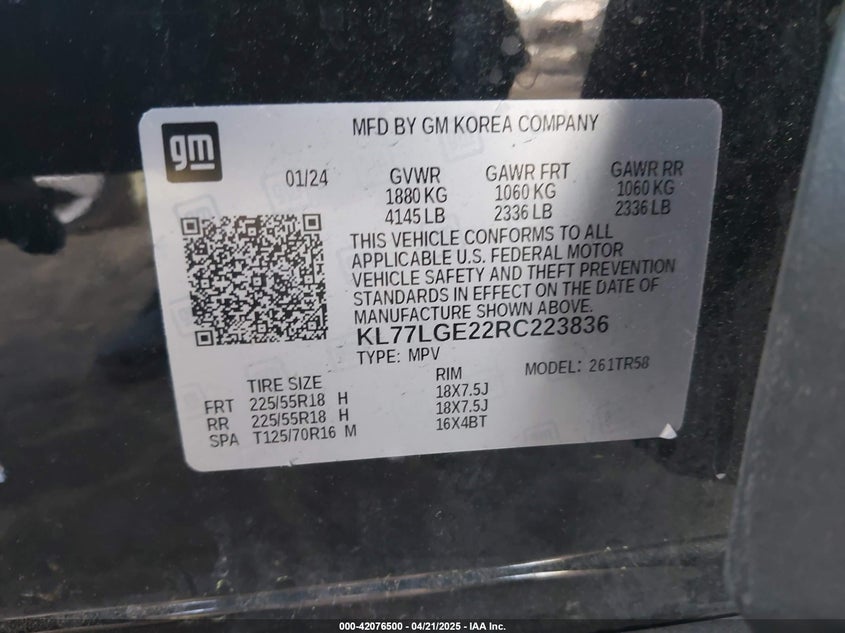 gm
MFD BY GM KOREA COMPANY
01/24
GVWR GAWR FRT GAWR RR
1880 KG 1060 KG 1060 KG
4145 LB 2336 LB 2336 LB
THIS VEHICLE CONFORMS TO ALL
APPLICABLE U.S. FEDERAL MOTOR
VEHICLE SAFETY AND THEFT PREVENTION
STANDARDS IN EFFECT ON THE DATE OF
MANUFACTURE SHOWN ABOVE.
KL77LGE22RC223836
TYPE: MPV MODEL: 261TR58
TIRE SIZE RIM
FRT 225/55R18 H 18X7.5J
RR 225/55R18 H 18X7.5J
SPA T125/70R16 M 16X4BT
000-42076500 - 04/21/2025 - IAA Inc.